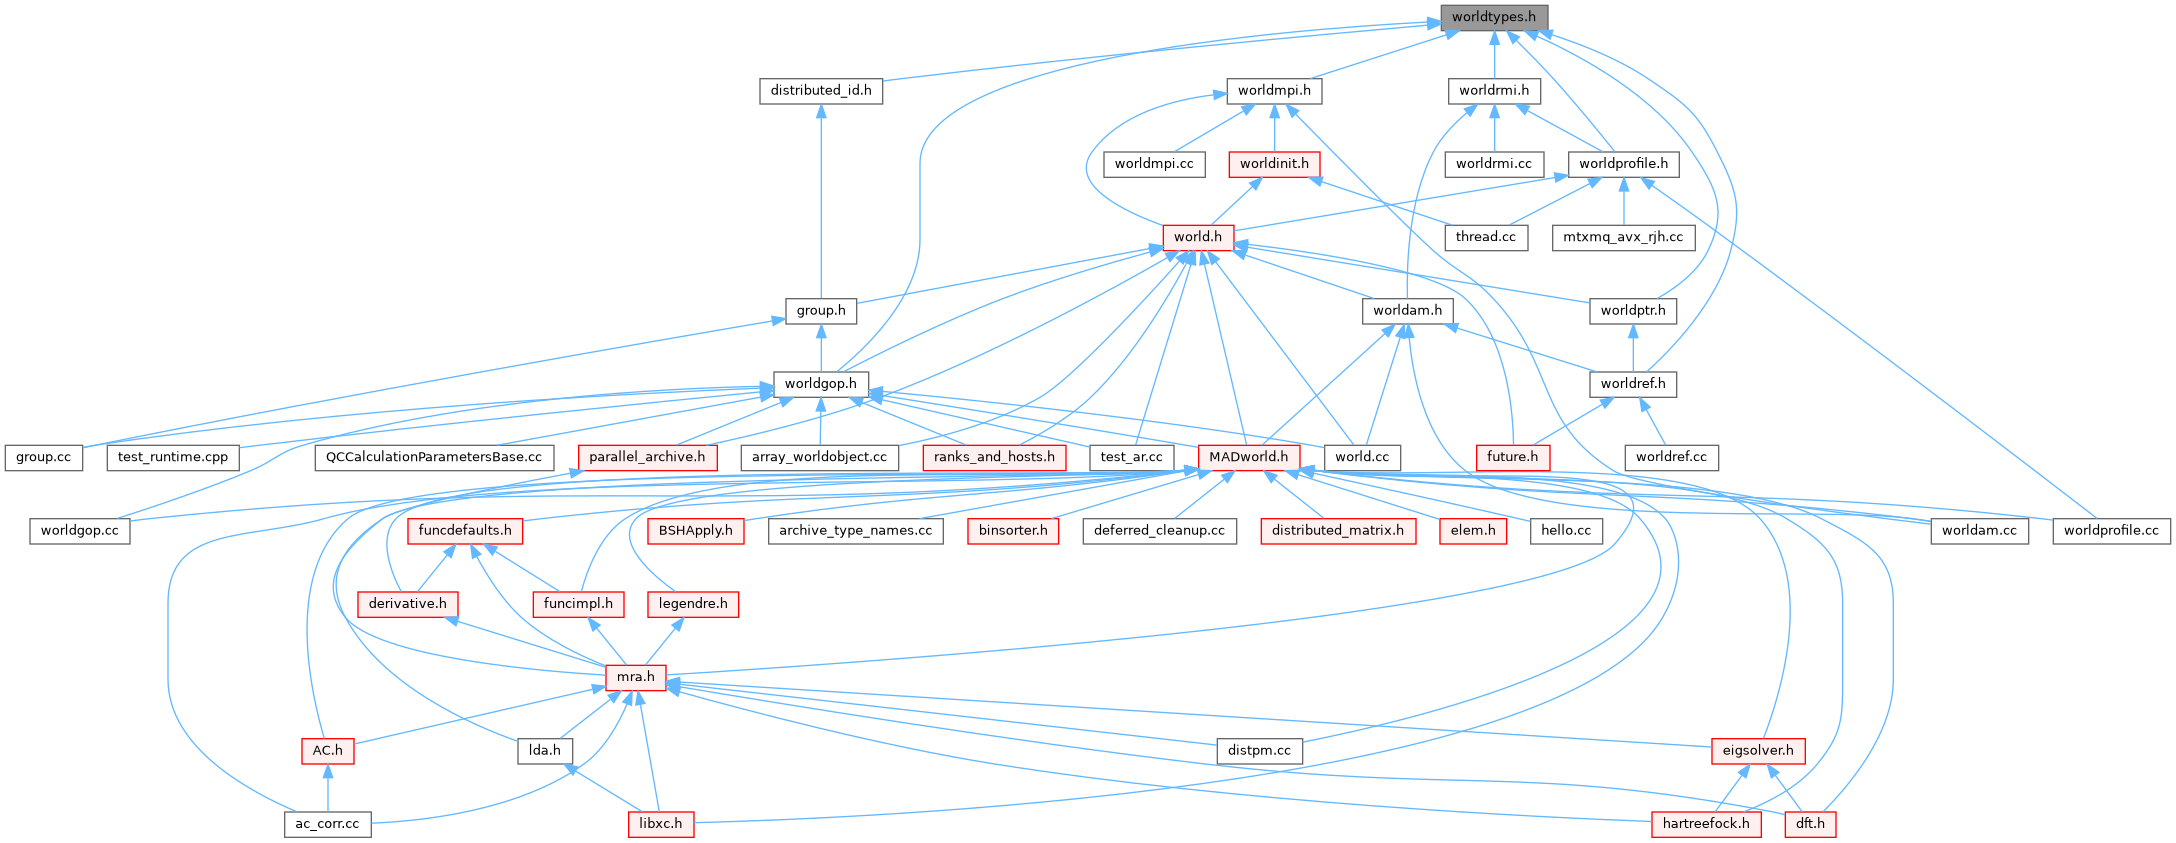 worldtypes.h
distributed_id.h
worldmpi.h
worldrmi.h
worldmpi.cc
worldinit.h
worldrmi.cc
worldprofile.h
world.h
thread.cc
mtxmq_avx_rjh.cc
group.h
worldam.h
worldptr.h
worldgop.h
worldref.h
group.cc
test_runtime.cpp
QCCalculationParametersBase.cc
parallel_archive.h
array_worldobject.cc
ranks_and_hosts.h
test_ar.cc
MADworld.h
world.cc
future.h
worldref.cc
worldgop.cc
funcdefaults.h
BSHApply.h
archive_type_names.cc
binsorter.h
deferred_cleanup.cc
distributed_matrix.h
elem.h
hello.cc
worldam.cc
worldprofile.cc
derivative.h
funcimpl.h
legendre.h
mra.h
AC.h
lda.h
distpm.cc
eigsolver.h
ac_corr.cc
libxc.h
hartreefock.h
dft.h